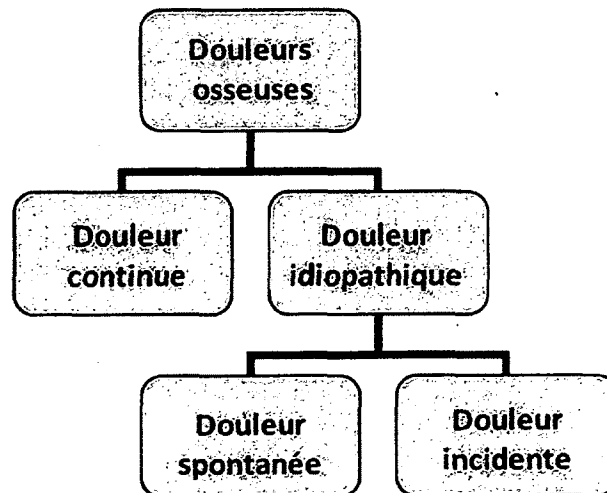 Douleurs
osseuses
Douleur
continue
Douleur
idiopathique
Douleur
spontanée
Douleur
incidente